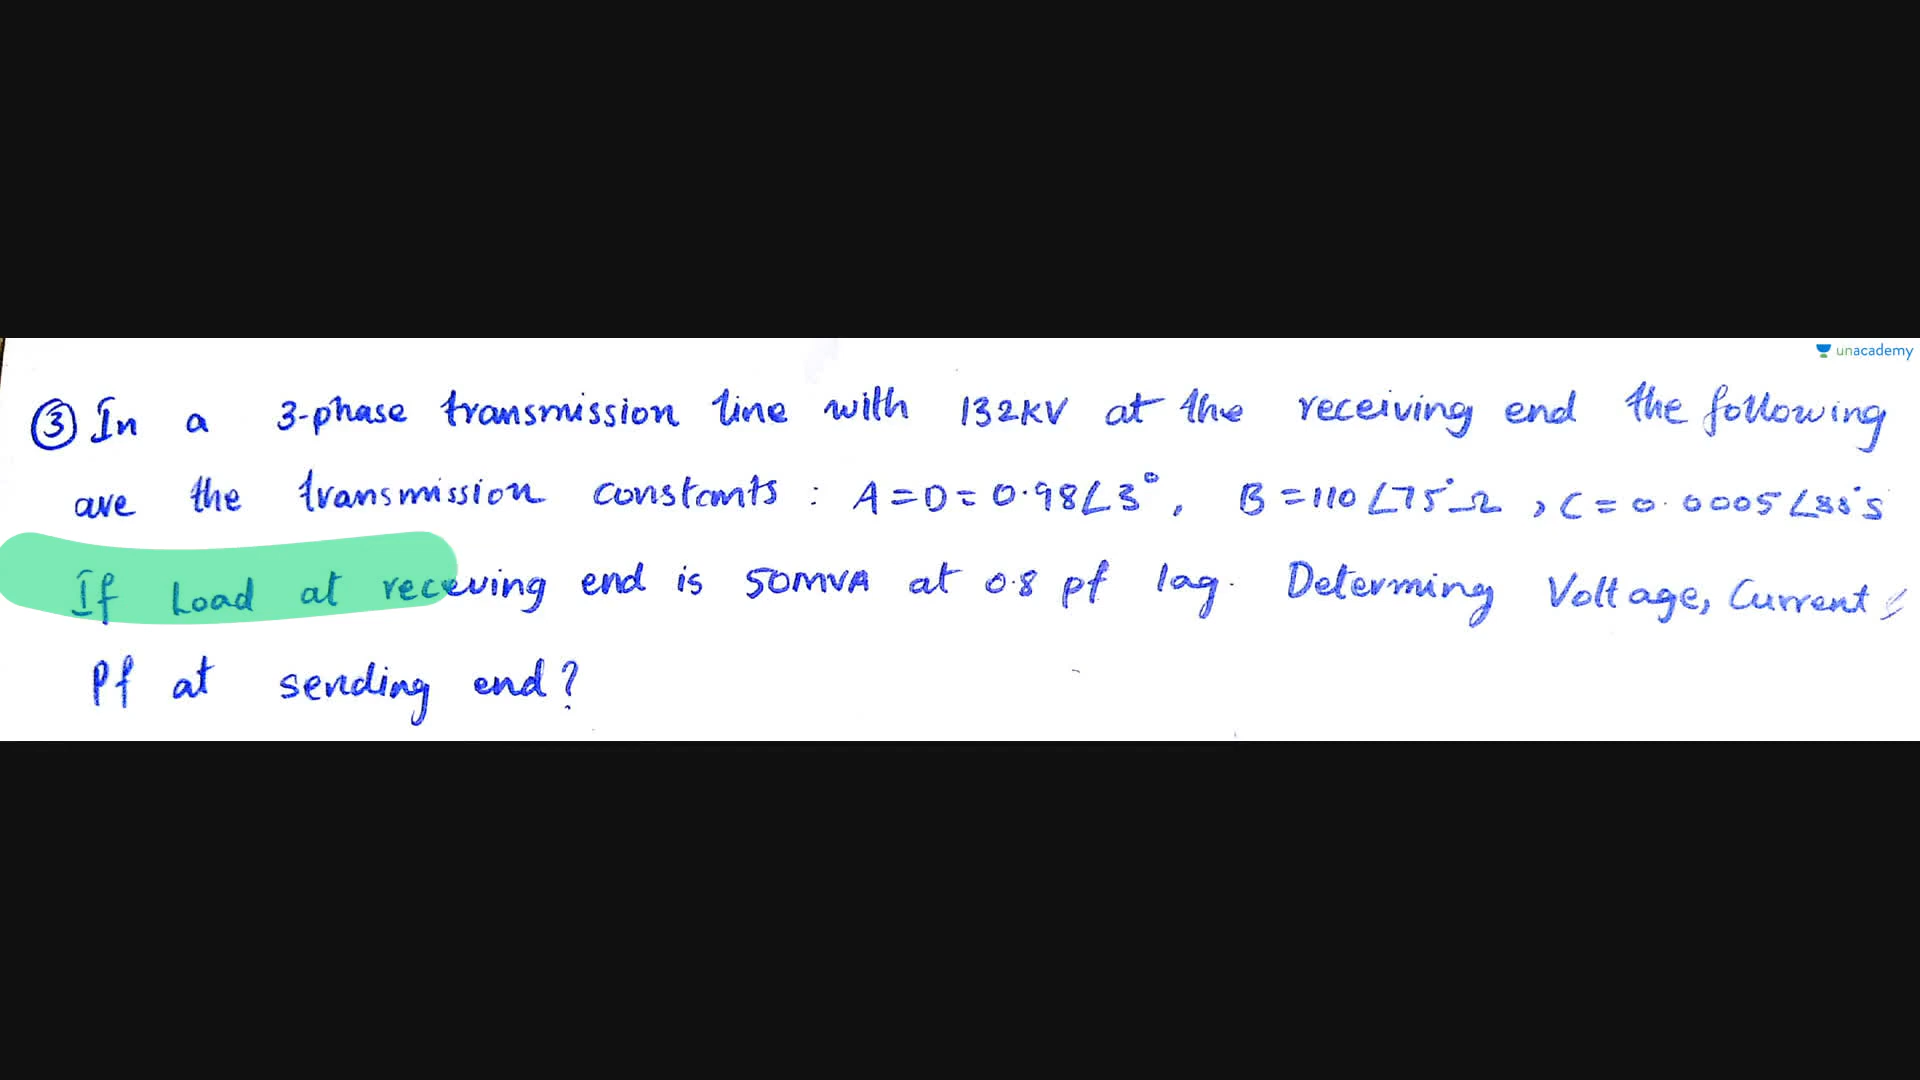 unacademy
③ In a 3-phase transmission line with 132KV at the receiving end the following
are the transmission constants : A=D=0.98∠3°, B=110∠75°Ω , C=0.0005∠88°S
If Load at receving end is 50MVA at 0.8 pf lag. Determing Voltage, Current &
Pf at sending end?